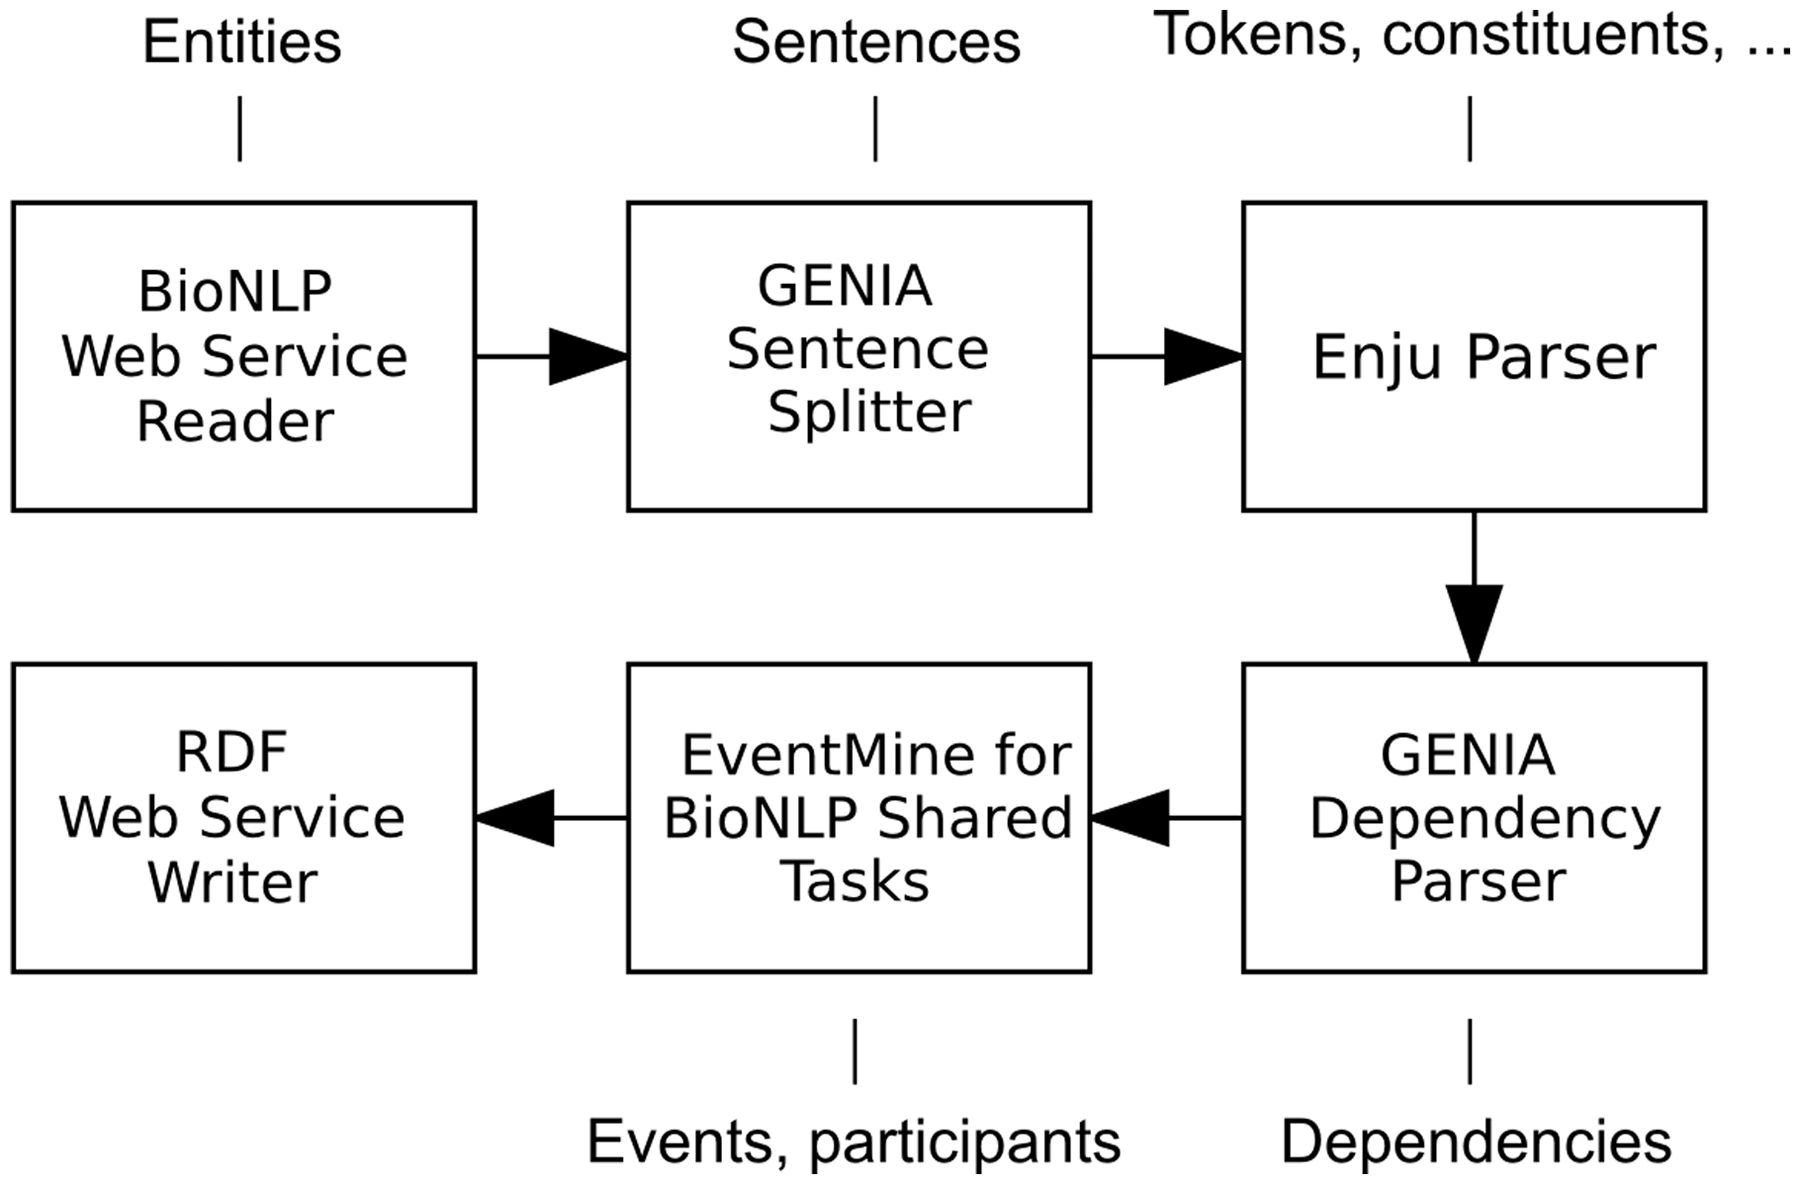 Entities
Sentences
Tokens, constituents, ...
BioNLP
Web Service
Reader
GENIA
Sentence
Splitter
Enju Parser
RDF
Web Service
Writer
EventMine for
BioNLP Shared
Tasks
GENIA
Dependency
Parser
Events, participants
Dependencies